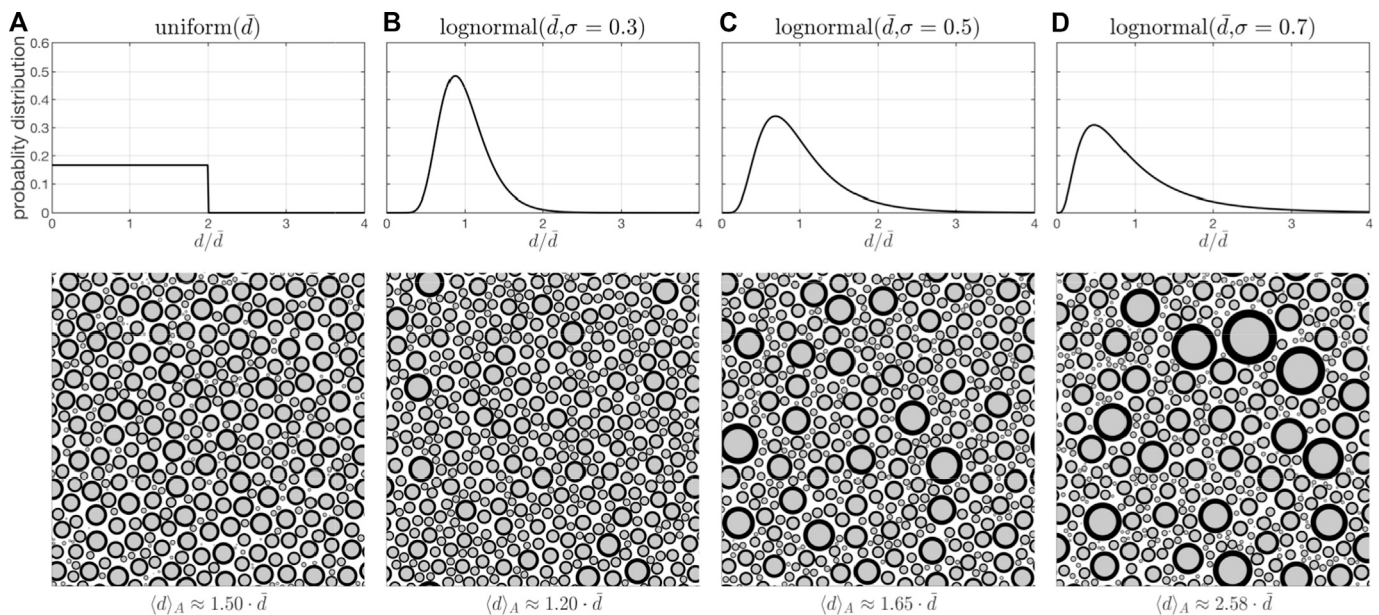 A
uniform(d̄)
B
lognormal(d̄,σ = 0.3)
C
lognormal(d̄,σ = 0.5)
D
lognormal(d̄,σ = 0.7)
probablity distribution
0.6
0.5
0.4
0.3
0.2
0.1
0
0 1 2 3 4
0 1 2 3 4
0 1 2 3 4
0 1 2 3 4
d/d̄
d/d̄
d/d̄
d/d̄
⟨d⟩_A ≈ 1.50 · d̄
⟨d⟩_A ≈ 1.20 · d̄
⟨d⟩_A ≈ 1.65 · d̄
⟨d⟩_A ≈ 2.58 · d̄